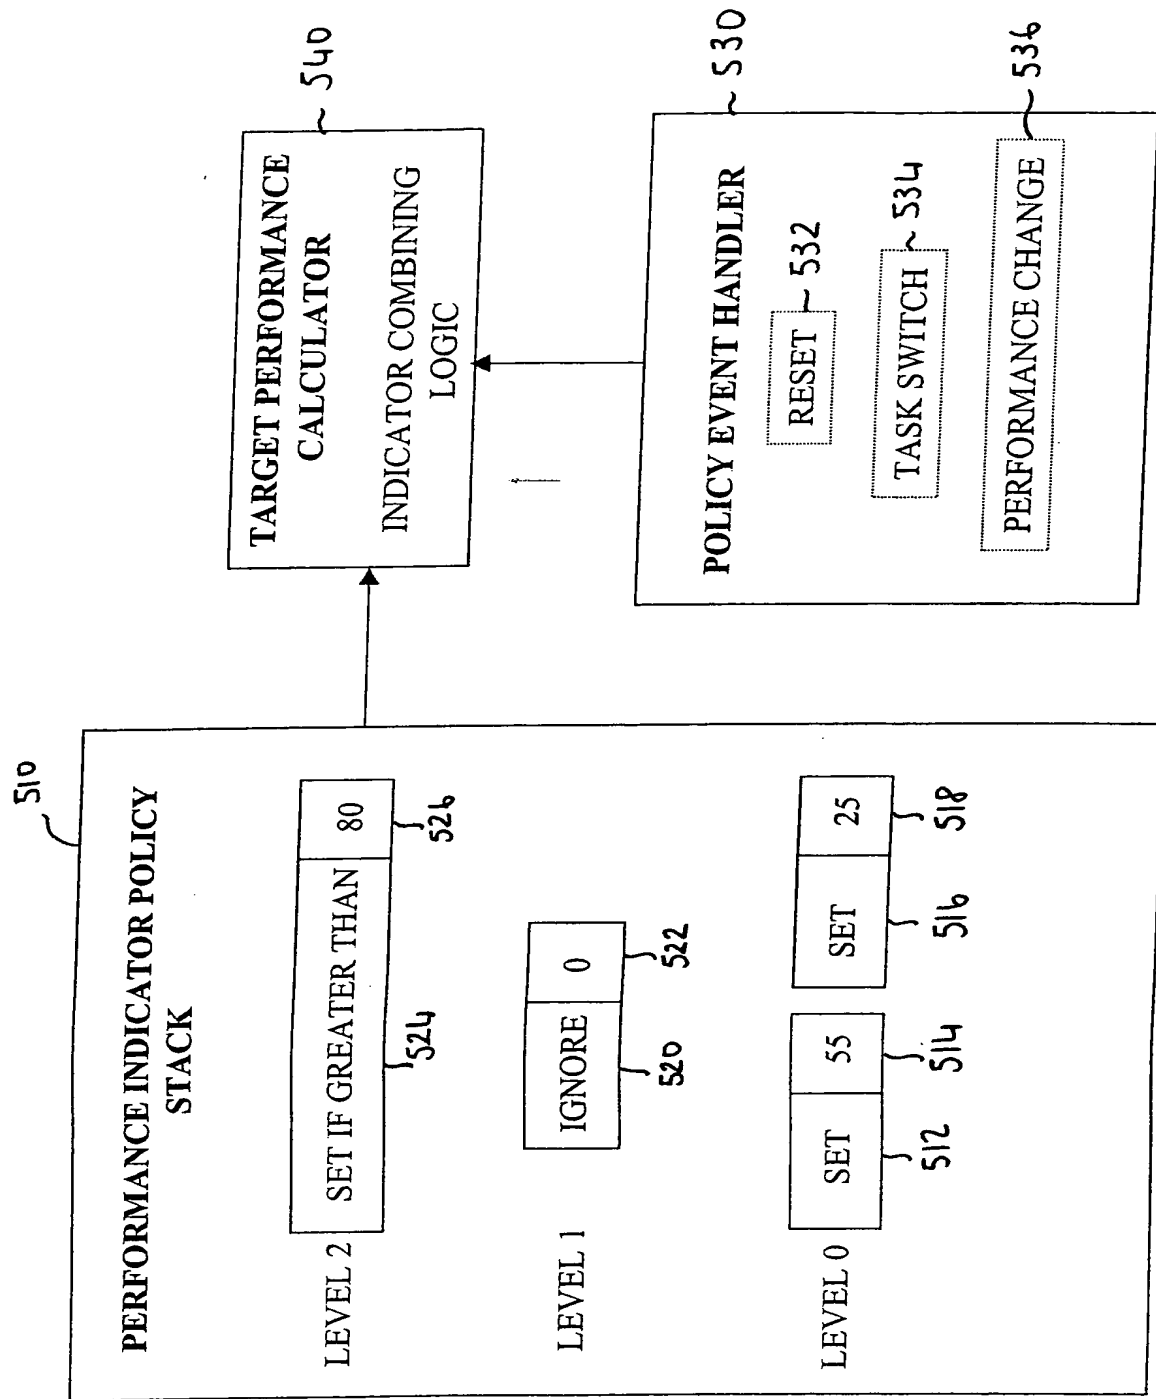 510
PERFORMANCE INDICATOR POLICY
STACK
LEVEL 2
SET IF GREATER THAN
80
524
526
LEVEL 1
IGNORE
0
520
522
LEVEL 0
SET
55
SET
25
512
514
516
518
TARGET PERFORMANCE
CALCULATOR
INDICATOR COMBINING
LOGIC
540
POLICY EVENT HANDLER
530
RESET
532
TASK SWITCH
534
PERFORMANCE CHANGE
536